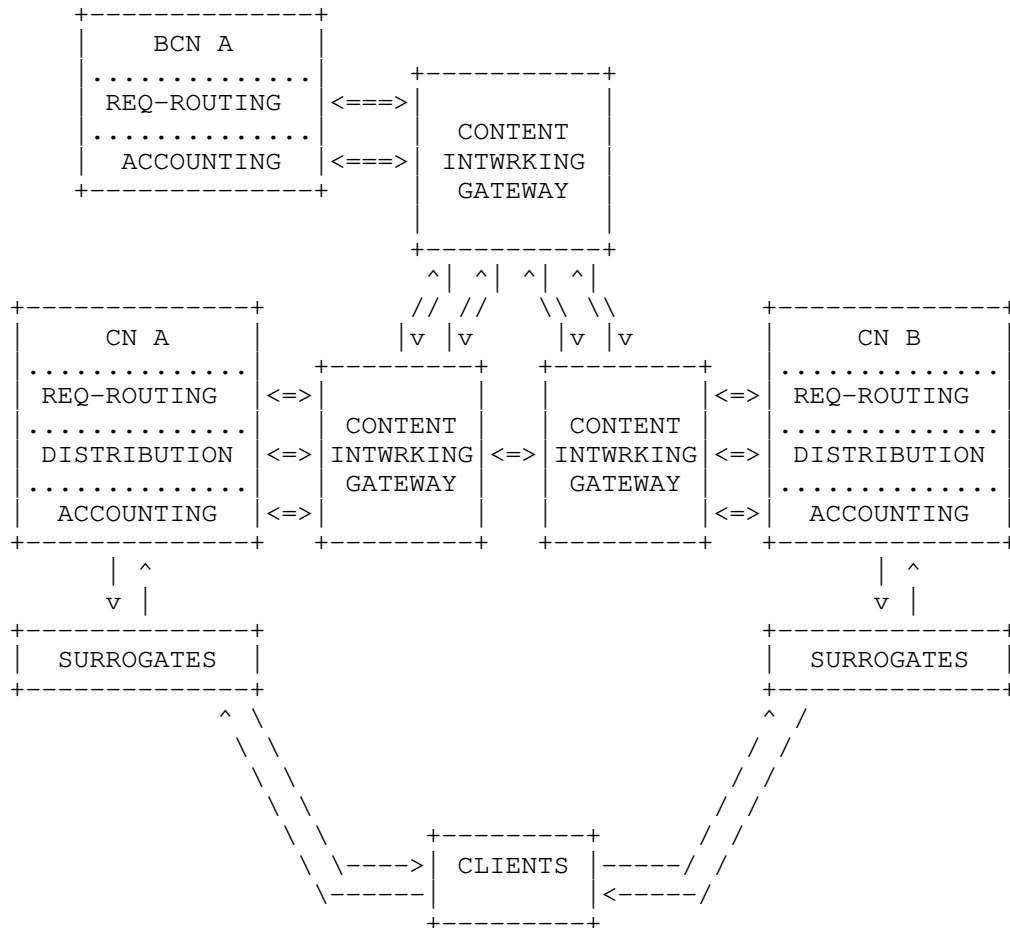 BCN A
REQ-ROUTING
ACCOUNTING
CONTENT
INTWRKING
GATEWAY
CN A
REQ-ROUTING
DISTRIBUTION
ACCOUNTING
CONTENT
INTWRKING
GATEWAY
CONTENT
INTWRKING
GATEWAY
CN B
REQ-ROUTING
DISTRIBUTION
ACCOUNTING
SURROGATES
SURROGATES
CLIENTS